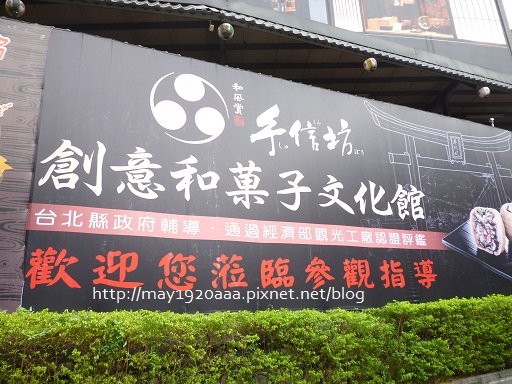 和風賞
手信坊
創意和菓子文化館
台北縣政府輔導・通過經濟部觀光工廠認證評鑑
歡迎您蒞臨參觀指導
http://may1920aaa.pixnet.net/blog